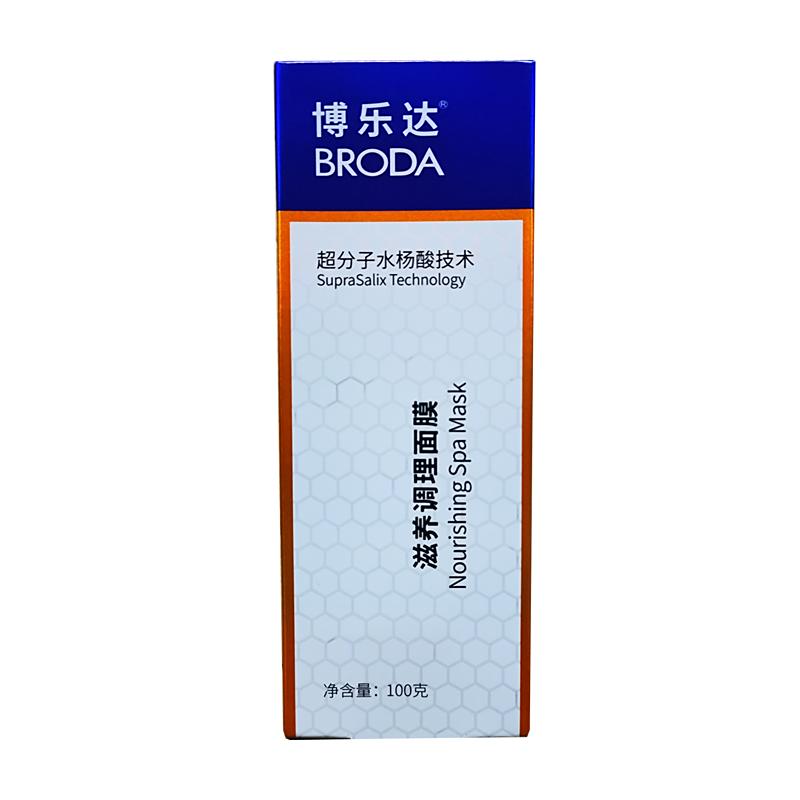 博乐达®
BRODA
超分子水杨酸技术
SupraSalix Technology
滋养调理面膜
Nourishing Spa Mask
净含量：100克